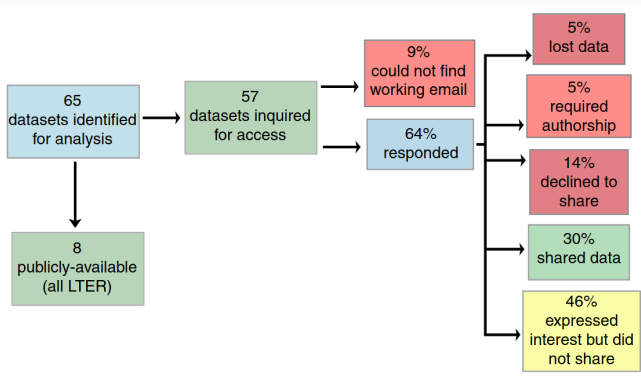 65
datasets identified
for analysis
8
publicly-available
(all LTER)
57
datasets inquired
for access
9%
could not find
working email
64%
responded
5%
lost data
5%
required
authorship
14%
declined to
share
30%
shared data
46%
expressed
interest but did
not share